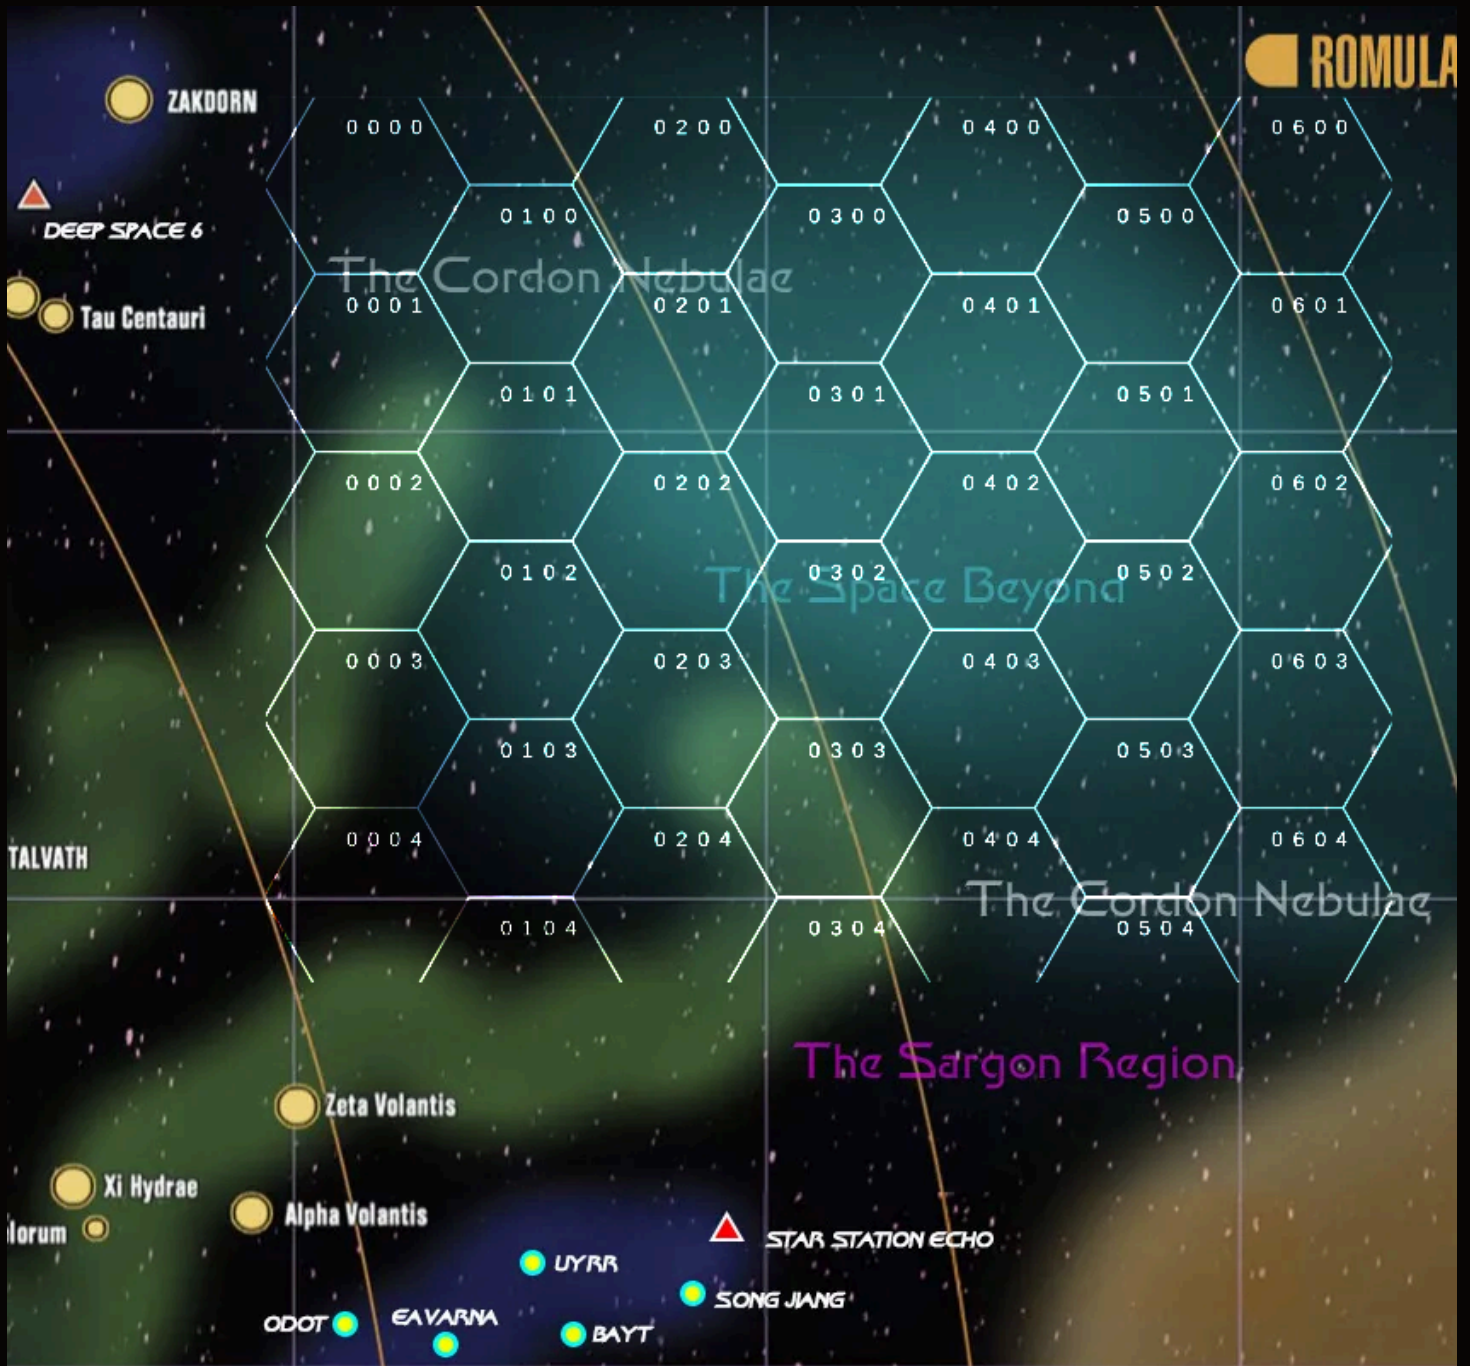 ROMULA
ZAKDORN
0000
0200
0400
0600
0100
0300
0500
DEEP SPACE 6
The Cordon Nebulae
Tau Centauri
0001
0201
0401
0601
0101
0301
0501
0002
0202
0402
0602
0102
0302
0502
The Space Beyond
0003
0203
0403
0603
0103
0303
0503
TALVATH
0004
0204
0404
0604
The Cordon Nebulae
0104
0304
0504
The Sargon Region
Zeta Volantis
Xi Hydrae
Alpha Volantis
lorum
STAR STATION ECHO
UYRR
SONG JIANG
ODOT
EAVARNA
BAYT